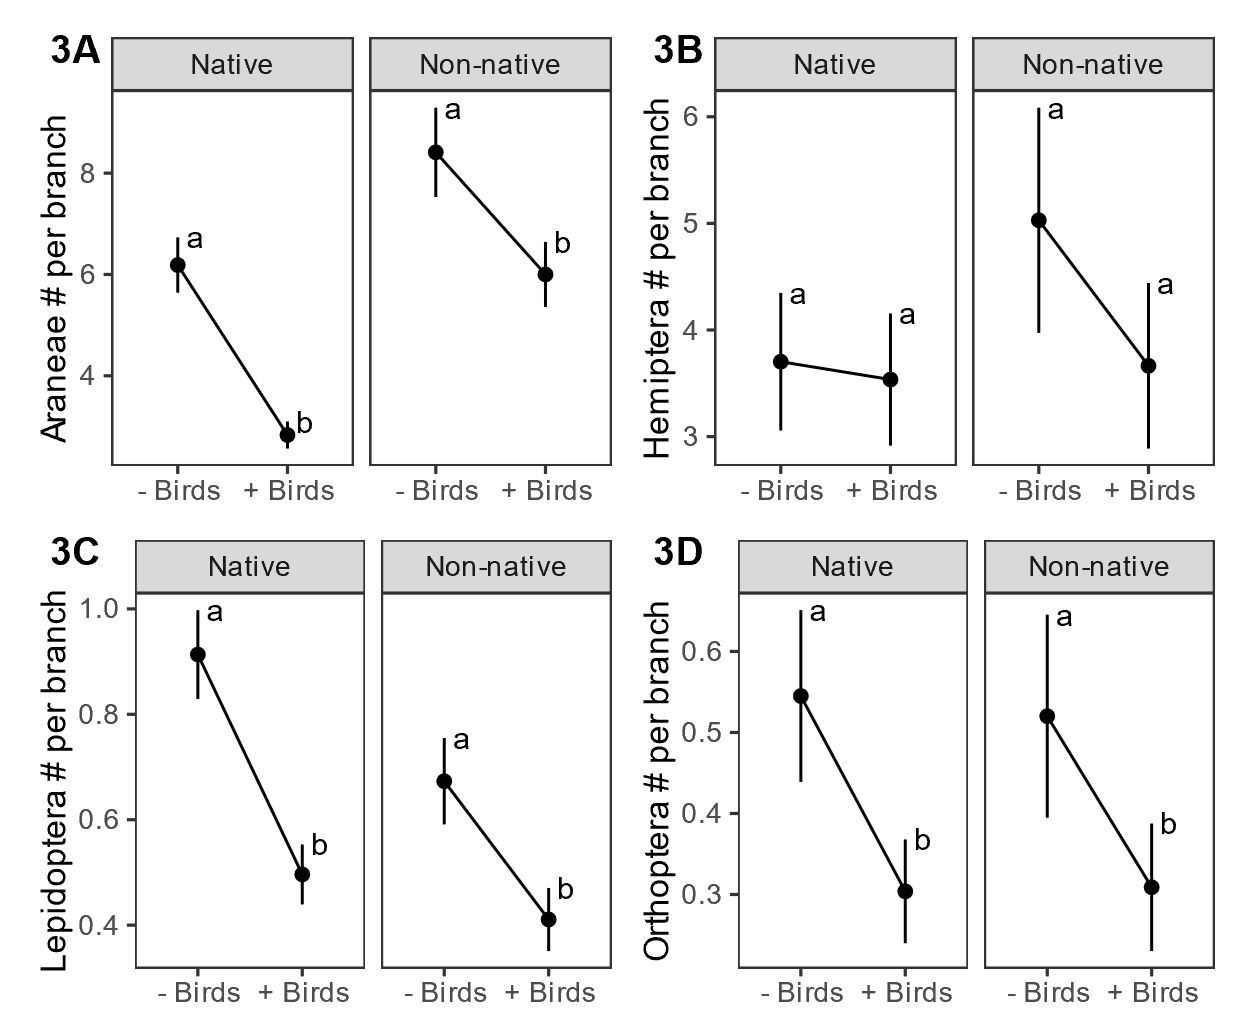 3A
Native
Non-native
Araneae # per branch
8
6
4
a
b
a
b
- Birds
+ Birds
- Birds
+ Birds
3B
Native
Non-native
Hemiptera # per branch
6
5
4
3
a
a
a
a
- Birds
+ Birds
- Birds
+ Birds
3C
Native
Non-native
Lepidoptera # per branch
1.0
0.8
0.6
0.4
a
b
a
b
- Birds
+ Birds
- Birds
+ Birds
3D
Native
Non-native
Orthoptera # per branch
0.6
0.5
0.4
0.3
a
b
a
b
- Birds
+ Birds
- Birds
+ Birds